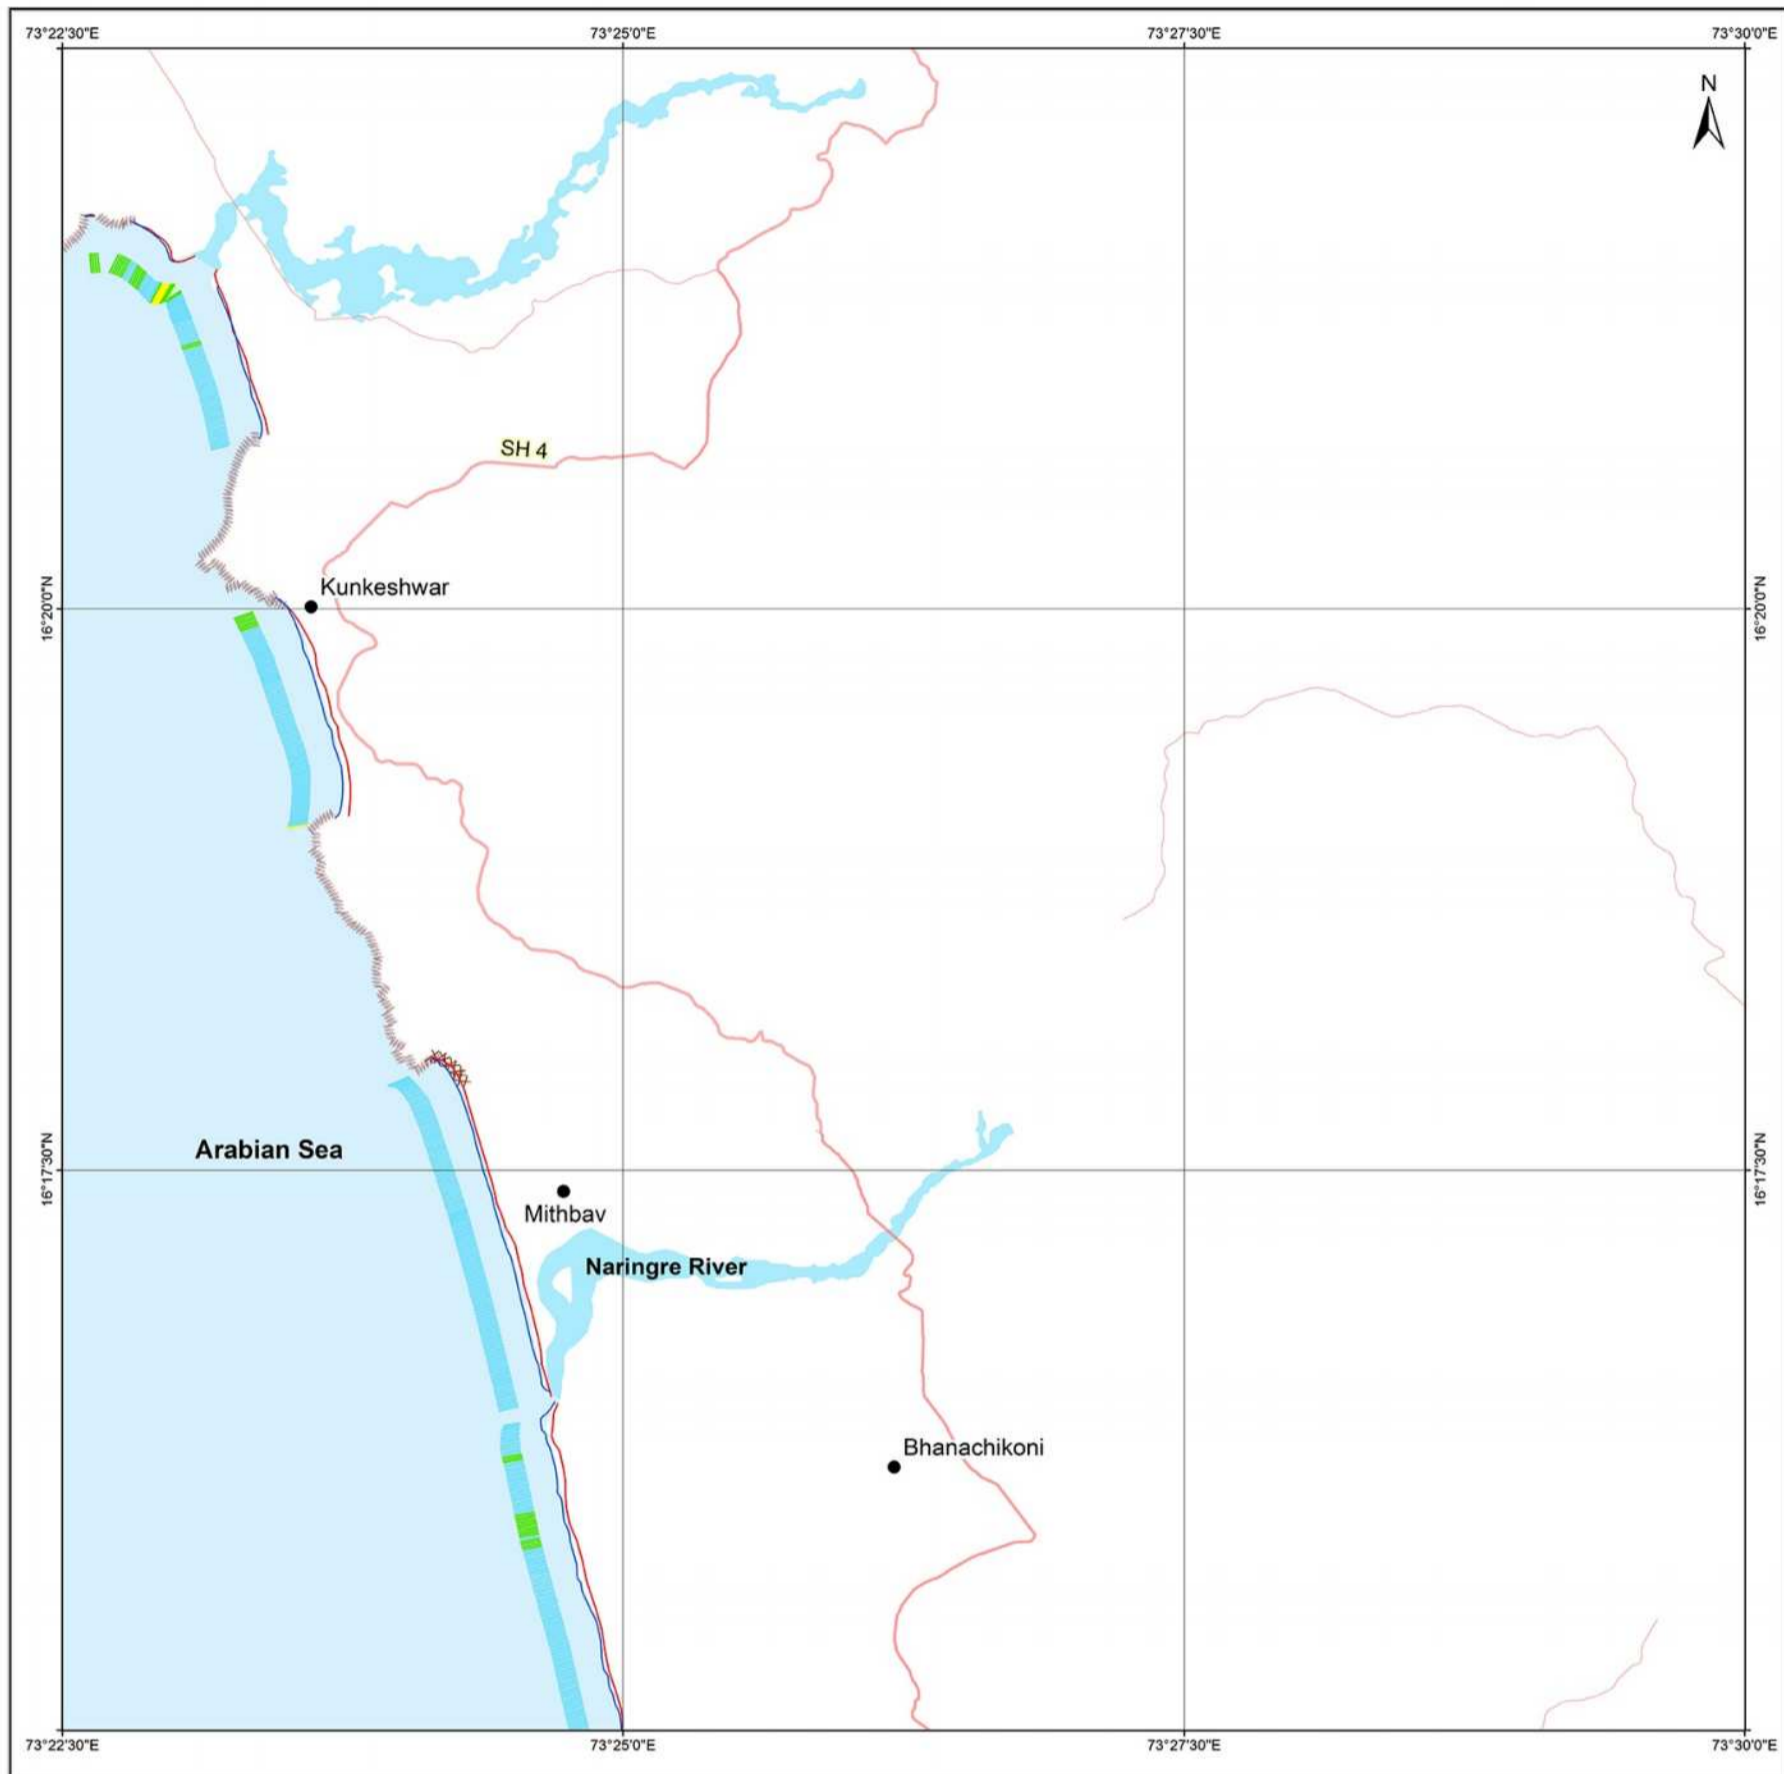 73°22'30"E 73°25'0"E 73°27'30"E 73°30'0"E
N
SH 4
Kunkeshwar
16°20'0"N 16°20'0"N
Arabian Sea
16°17'30"N 16°17'30"N
Mithbav
Naringre River
Bhanachikoni
73°22'30"E 73°25'0"E 73°27'30"E 73°30'0"E